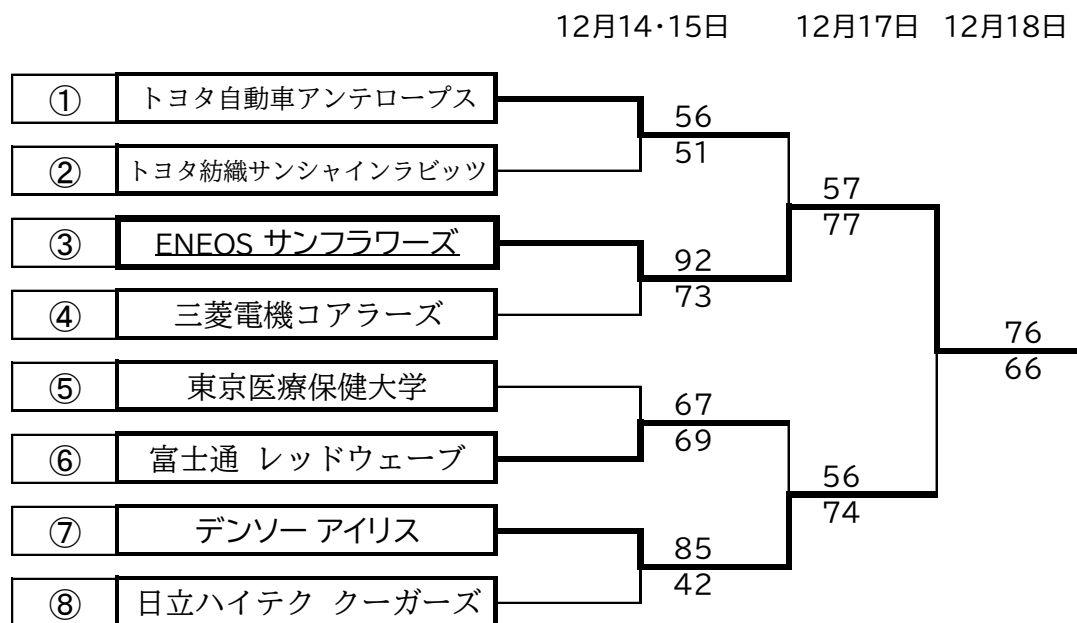 12月14・15日 12月17日 12月18日
① トヨタ自動車アンテロープス
56
51
② トヨタ紡織サンシャインラビッツ
57
77
③ ENEOS サンフラワーズ
92
73
④ 三菱電機コアラーズ
76
66
⑤ 東京医療保健大学
67
69
⑥ 富士通 レッドウェーブ
56
74
⑦ デンソー アイリス
85
42
⑧ 日立ハイテク クーガーズ